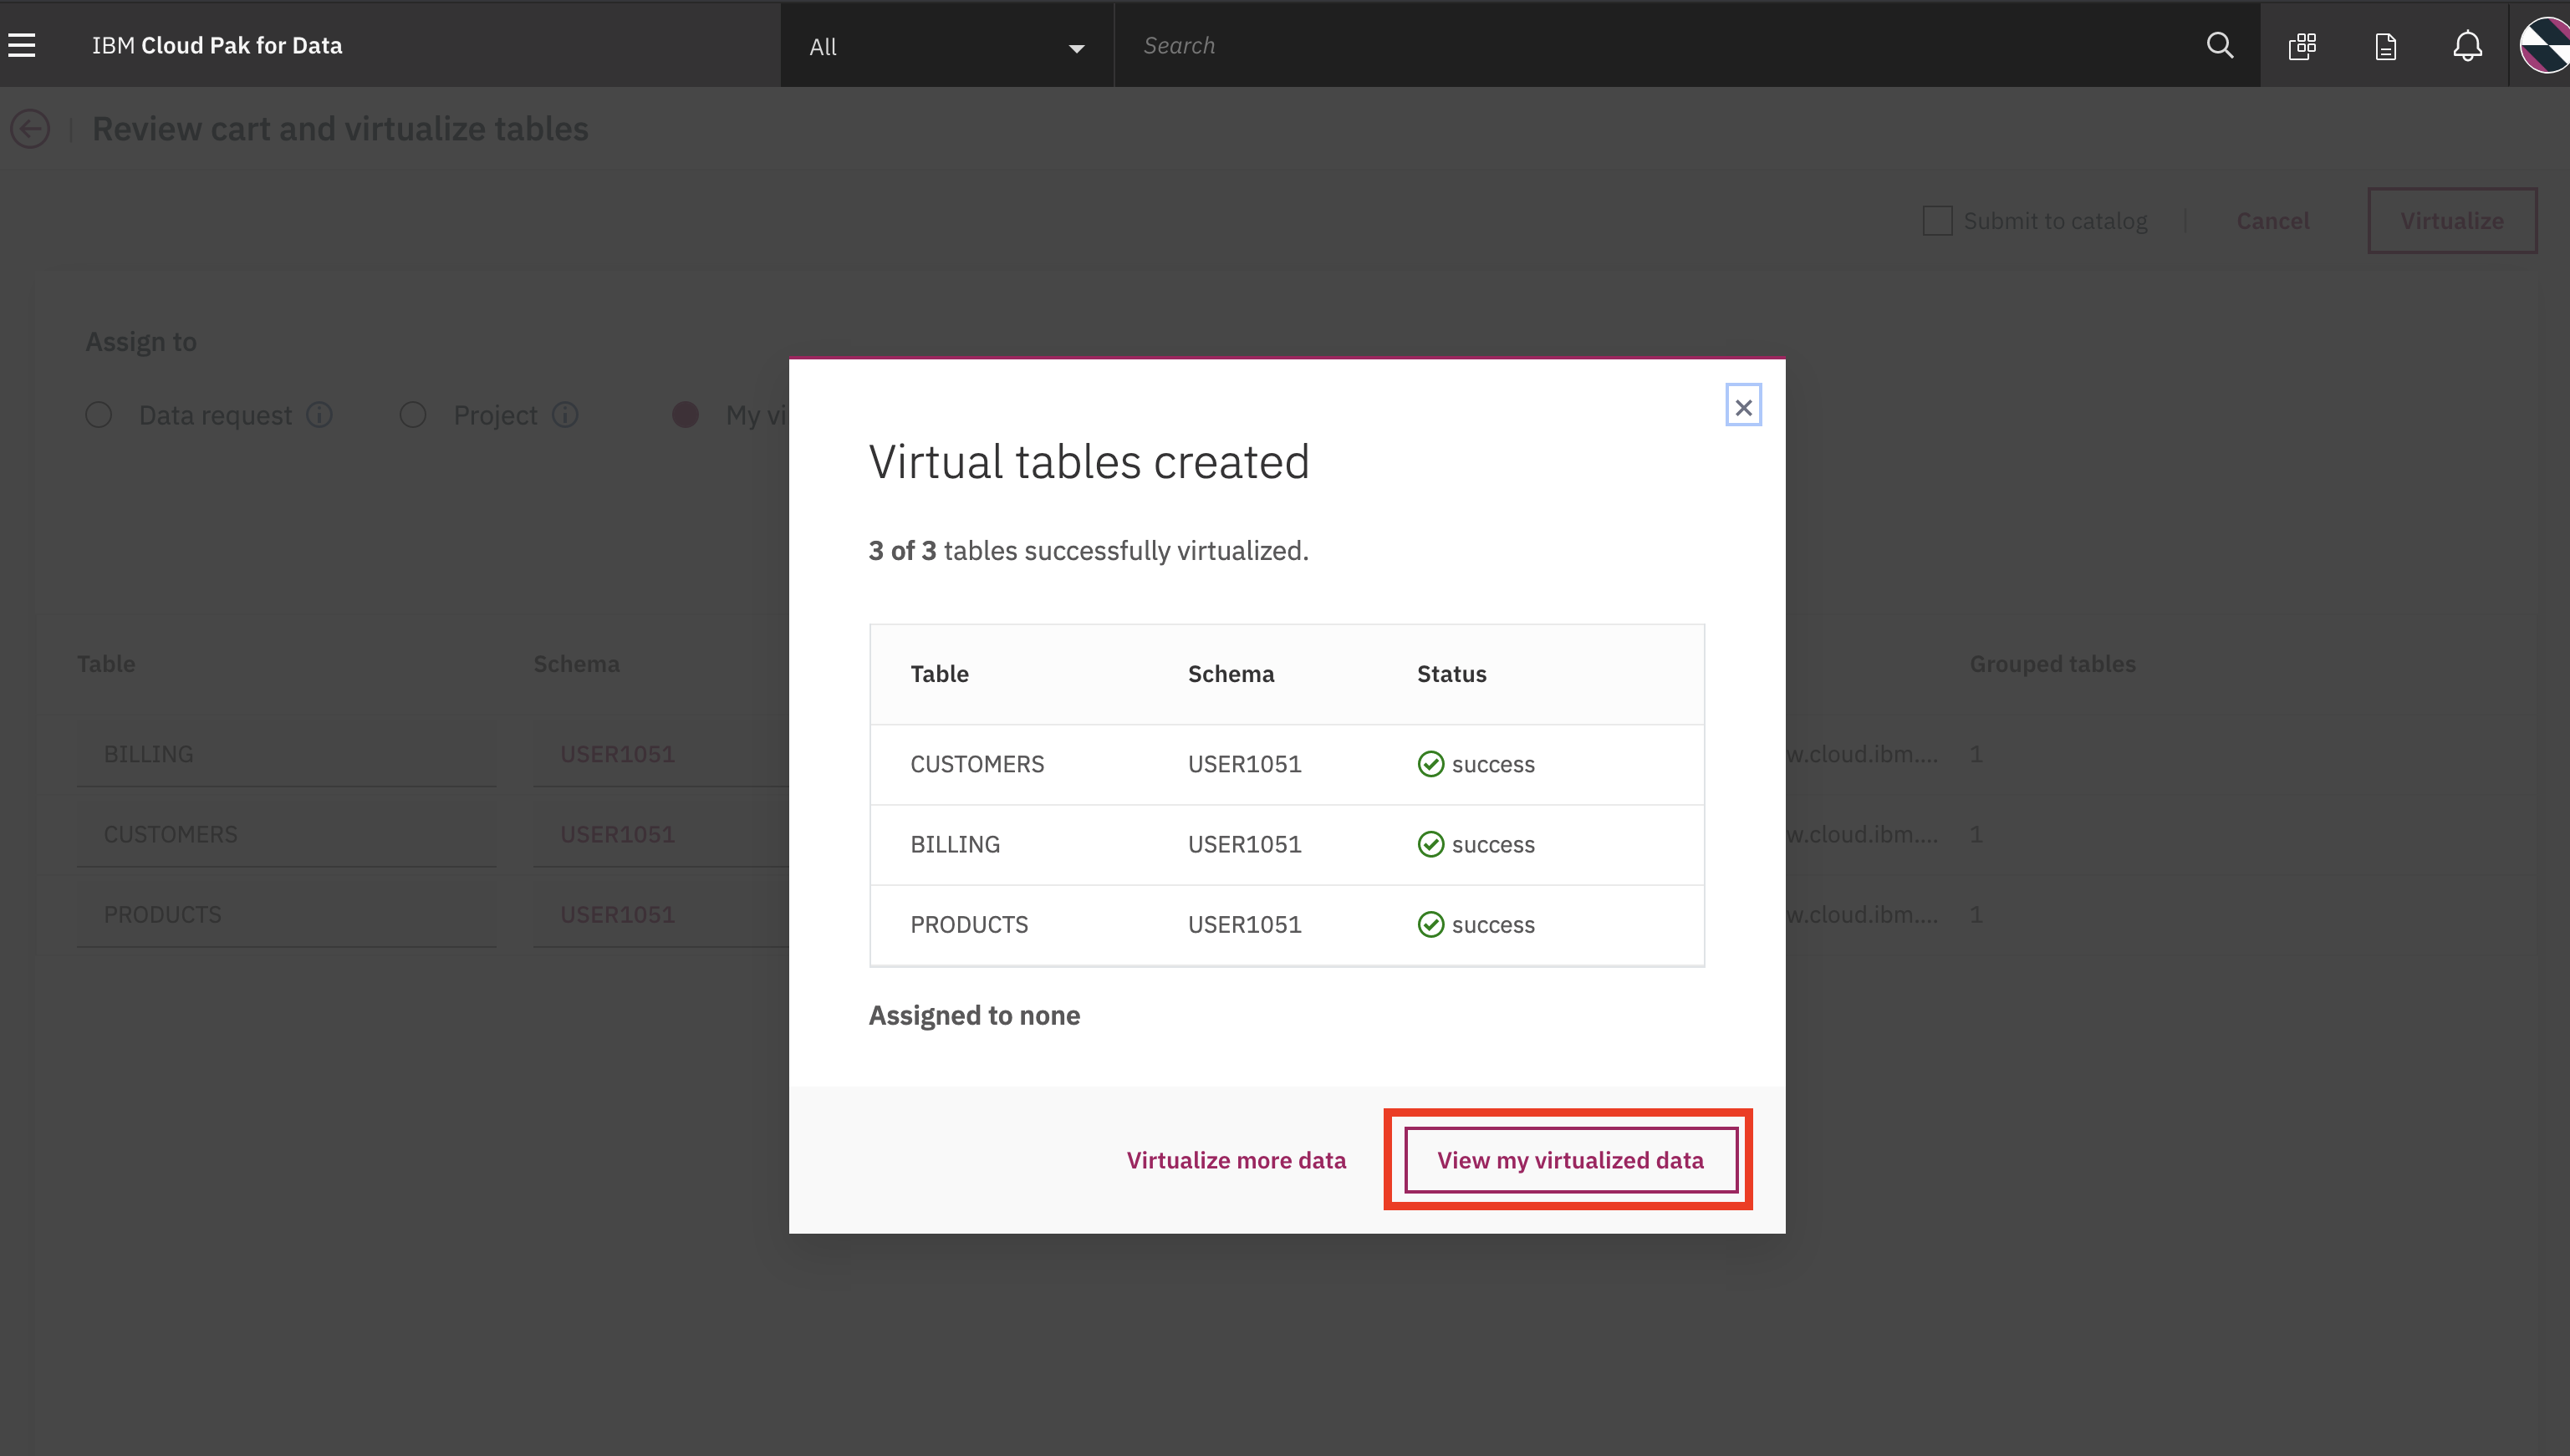 IBM Cloud Pak for Data
All
Search
Review cart and virtualize tables
Submit to catalog
Cancel
Virtualize
Assign to
Data request
Project
My vi
Table Schema Grouped tables
BILLING USER1051 w.cloud.ibm.... 1
CUSTOMERS USER1051 w.cloud.ibm.... 1
PRODUCTS USER1051 w.cloud.ibm.... 1
Virtual tables created
3 of 3 tables successfully virtualized.
Table Schema Status
CUSTOMERS USER1051 success
BILLING USER1051 success
PRODUCTS USER1051 success
Assigned to none
Virtualize more data
View my virtualized data